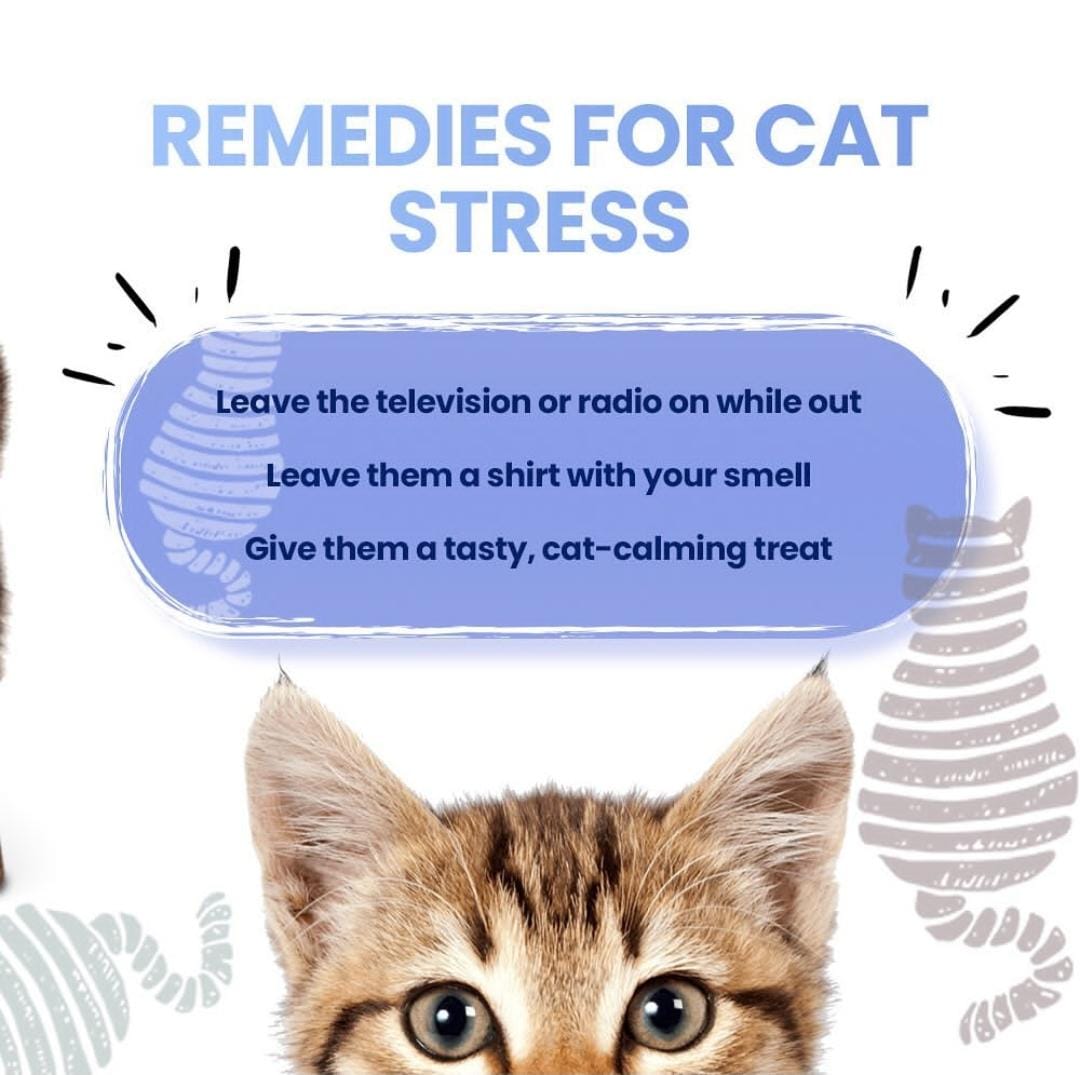 REMEDIES FOR CAT
STRESS
Leave the television or radio on while out
Leave them a shirt with your smell
Give them a tasty, cat-calming treat